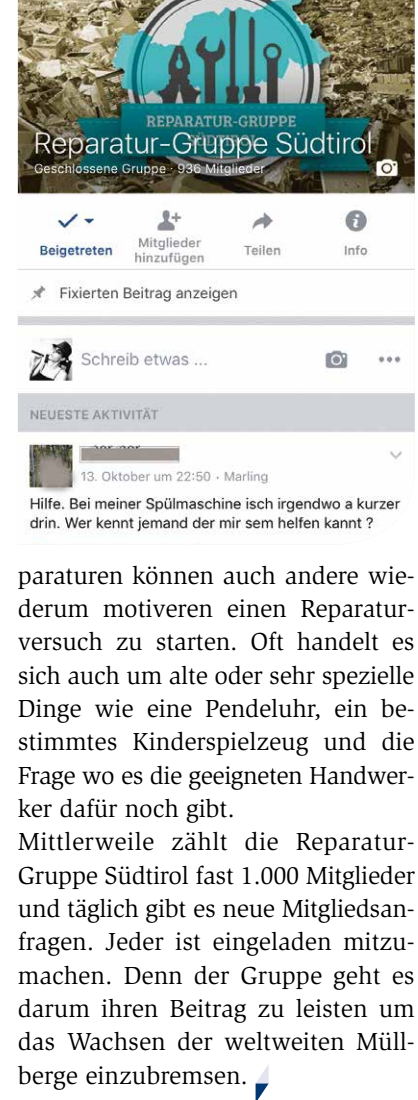 REPARATUR-GRUPPE
SÜDTIROL
Reparatur-Gruppe Südtirol
Geschlossene Gruppe · 936 Mitglieder
Beigetreten
Mitglieder
hinzufügen
Teilen
Info
Fixierten Beitrag anzeigen
Schreib etwas ...
NEUESTE AKTIVITÄT
13. Oktober um 22:50 · Marling
Hilfe. Bei meiner Spülmaschine isch irgendwo a kurzer
drin. Wer kennt jemand der mir sem helfen kannt ?
paraturen können auch andere wie-
derum motiveren einen Reparatur-
versuch zu starten. Oft handelt es
sich auch um alte oder sehr spezielle
Dinge wie eine Pendeluhr, ein be-
stimmtes Kinderspielzeug und die
Frage wo es die geeigneten Handwer-
ker dafür noch gibt.
Mittlerweile zählt die Reparatur-
Gruppe Südtirol fast 1.000 Mitglieder
und täglich gibt es neue Mitgliedsan-
fragen. Jeder ist eingeladen mitzu-
machen. Denn der Gruppe geht es
darum ihren Beitrag zu leisten um
das Wachsen der weltweiten Müll-
berge einzubremsen.